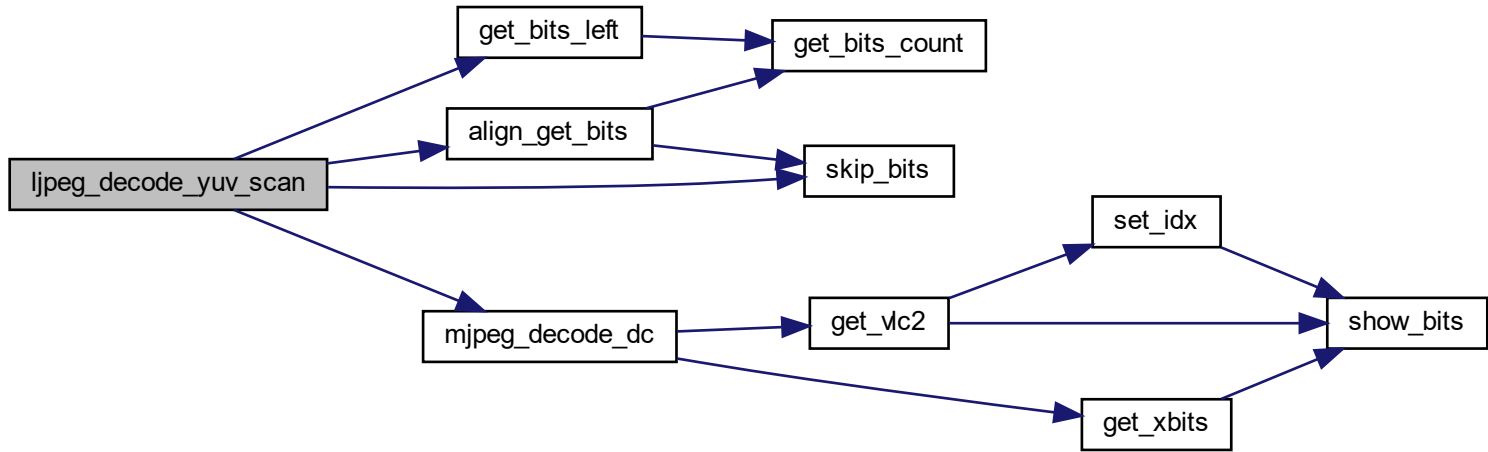 get_bits_left
get_bits_count
align_get_bits
skip_bits
ljpeg_decode_yuv_scan
set_idx
get_vlc2
show_bits
mjpeg_decode_dc
get_xbits